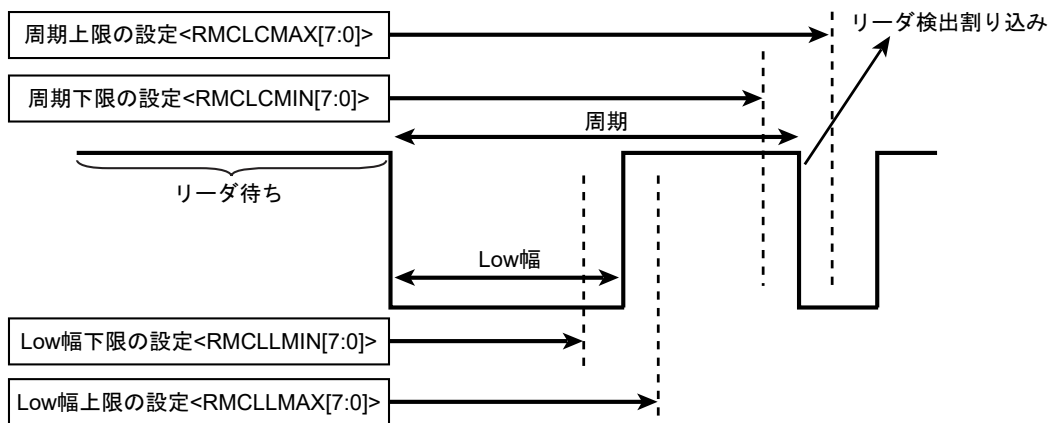 周期上限の設定<RMCLCMAX[7:0]>
リーダ検出割り込み
周期下限の設定<RMCLCMIN[7:0]>
周期
リーダ待ち
Low幅
Low幅下限の設定<RMCLLMIN[7:0]>
Low幅上限の設定<RMCLLMAX[7:0]>